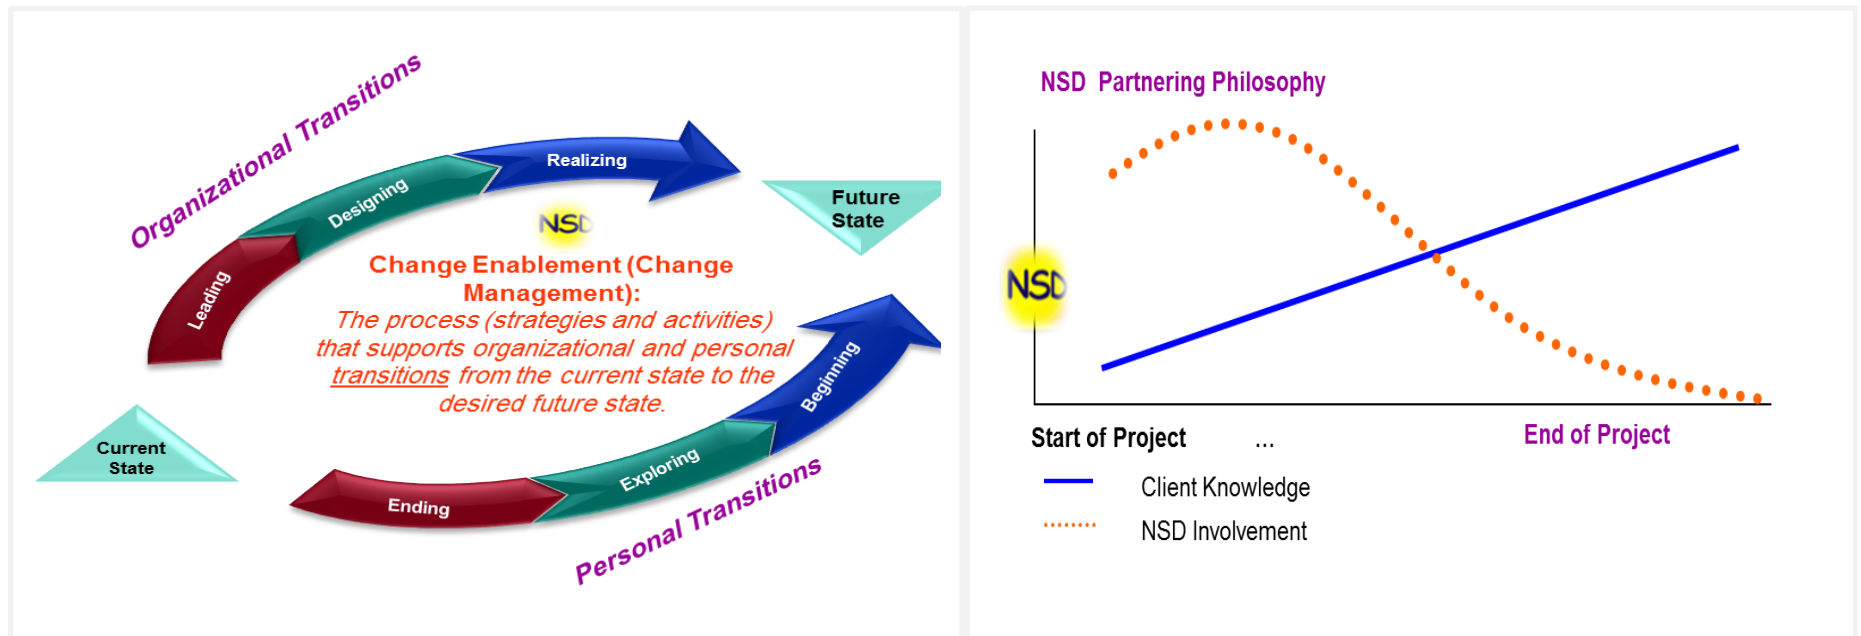 Organizational Transitions
Leading
Designing
Realizing
Future
State
NSD
Change Enablement (Change
Management):
The process (strategies and activities)
that supports organizational and personal
transitions from the current state to the
desired future state.
Current
State
Ending
Exploring
Beginning
Personal Transitions
NSD Partnering Philosophy
NSD
Start of Project ... End of Project
Client Knowledge
NSD Involvement